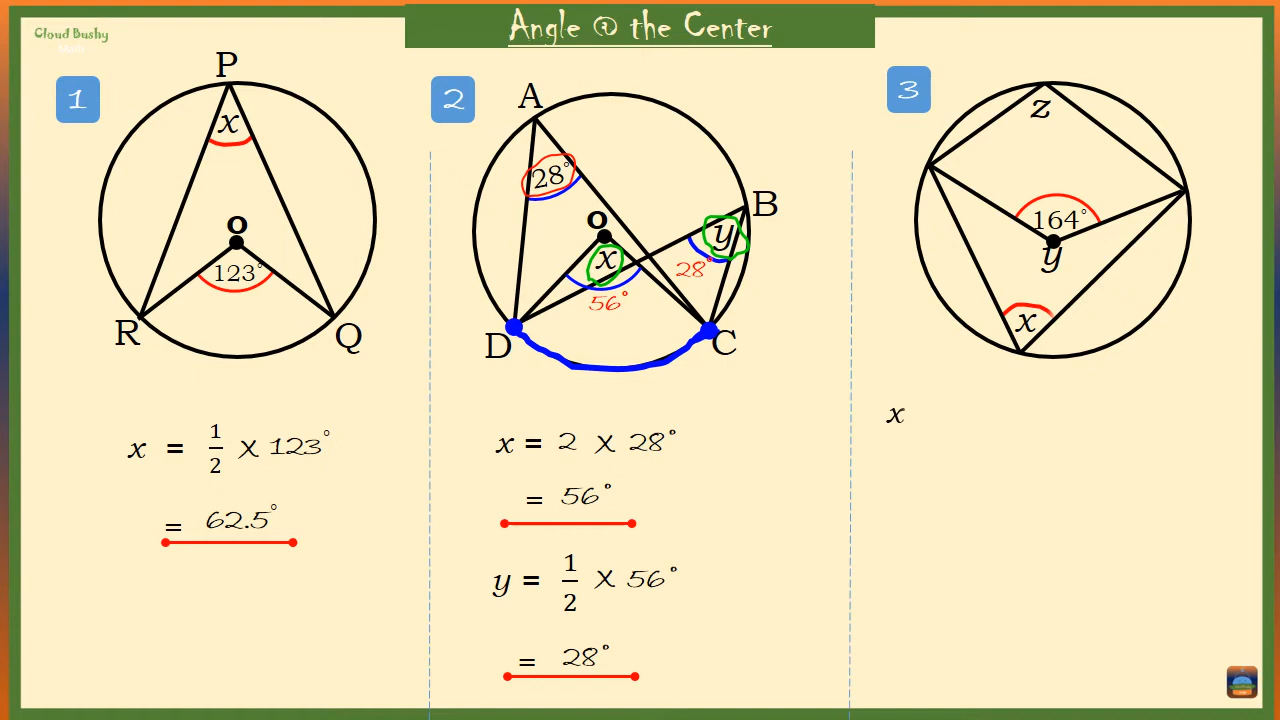 Angle @ the Center
Cloud Bushy
Math
1
P
x
O
123°
R
Q
x = 1/2 X 123°
= 62.5°
2
A
28°
B
O
y
x
28°
56°
D
C
x = 2 X 28°
= 56°
y = 1/2 X 56°
= 28°
3
z
164°
y
x
x